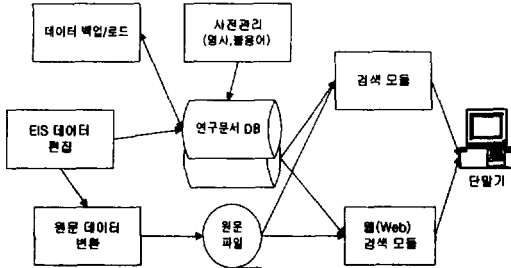 데이터 백업/로드
사전관리
(명사,불용어)
검색 모듈
EIS 데이터
편집
연구문서 DB
단말기
원문 데이터
변환
원문
파일
웹(Web)
검색 모듈